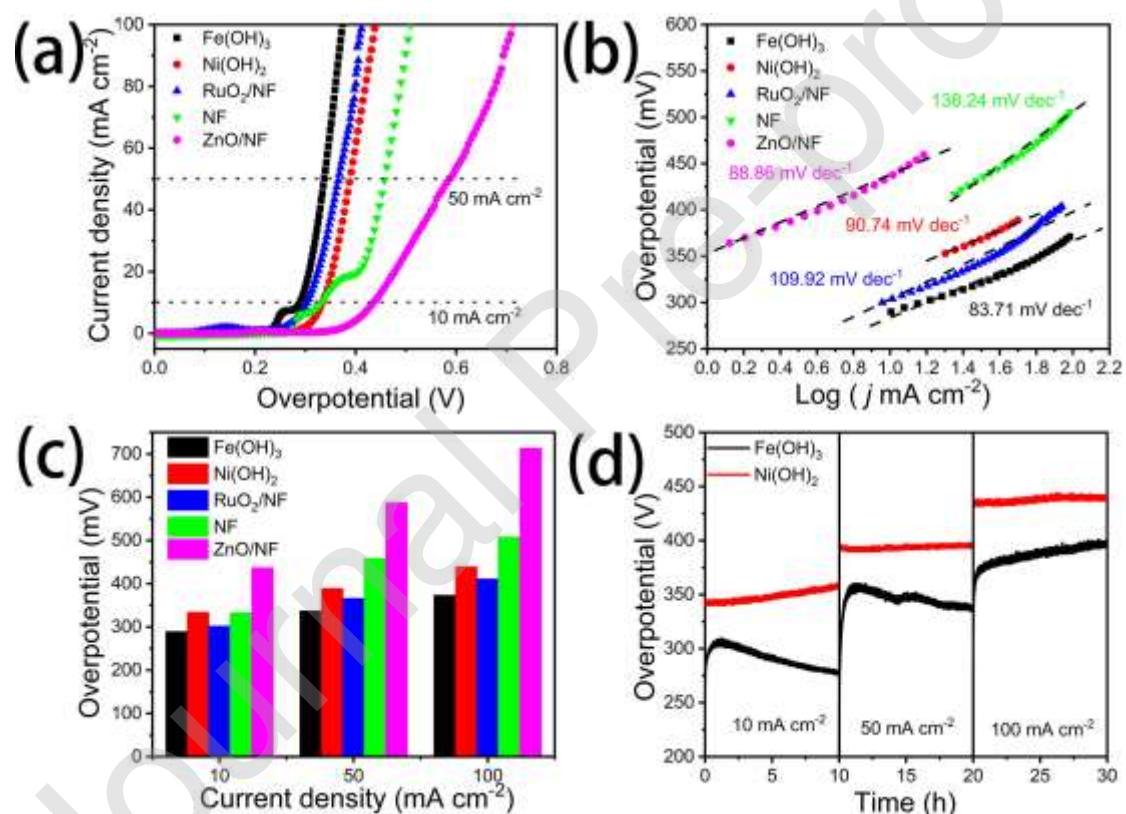 (a)
Fe(OH)₃
Ni(OH)₂
RuO₂/NF
NF
ZnO/NF
50 mA cm⁻²
10 mA cm⁻²
100
80
60
40
20
0
Current density (mA cm⁻²)
0.0 0.2 0.4 0.6 0.8
Overpotential (V)
(b)
Fe(OH)₃
Ni(OH)₂
RuO₂/NF
NF
ZnO/NF
138.24 mV dec⁻¹
88.86 mV dec⁻¹
90.74 mV dec⁻¹
109.92 mV dec⁻¹
83.71 mV dec⁻¹
600
550
500
450
400
350
300
250
Overpotential (mV)
0.0 0.2 0.4 0.6 0.8 1.0 1.2 1.4 1.6 1.8 2.0 2.2
Log ( j mA cm⁻²)
(c)
Fe(OH)₃
Ni(OH)₂
RuO₂/NF
NF
ZnO/NF
700
600
500
400
300
200
100
0
Overpotential (mV)
10 50 100
Current density (mA cm⁻²)
(d)
Fe(OH)₃
Ni(OH)₂
10 mA cm⁻²
50 mA cm⁻²
100 mA cm⁻²
500
450
400
350
300
250
200
Overpotential (V)
0 5 10 15 20 25 30
Time (h)
Journal Pre-pro